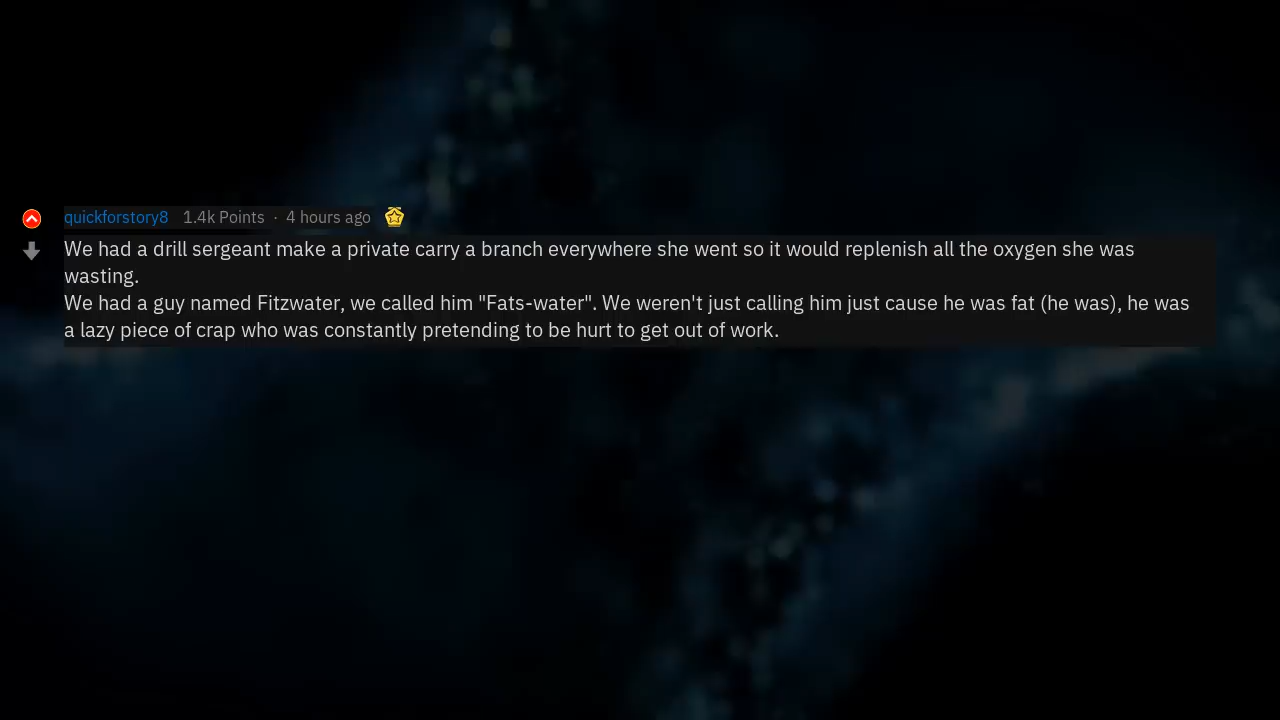 quickforstory8 1.4k Points · 4 hours ago
We had a drill sergeant make a private carry a branch everywhere she went so it would replenish all the oxygen she was
wasting.
We had a guy named Fitzwater, we called him "Fats-water". We weren't just calling him just cause he was fat (he was), he was
a lazy piece of crap who was constantly pretending to be hurt to get out of work.